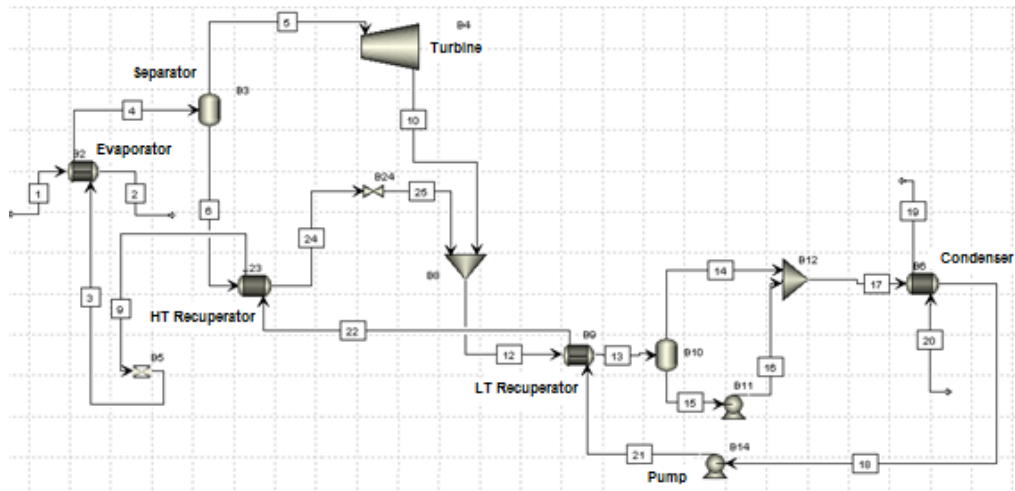 5
B4
Turbine
Separator
B3
4
10
B2
Evaporator
1
2
B24
25
6
24
19
B12
14
Condenser
B8
B6
17
3
9
HT Recuperator
22
B9
12
13
B10
20
16
B5
LT Recuperator
B11
15
21
B14
18
Pump